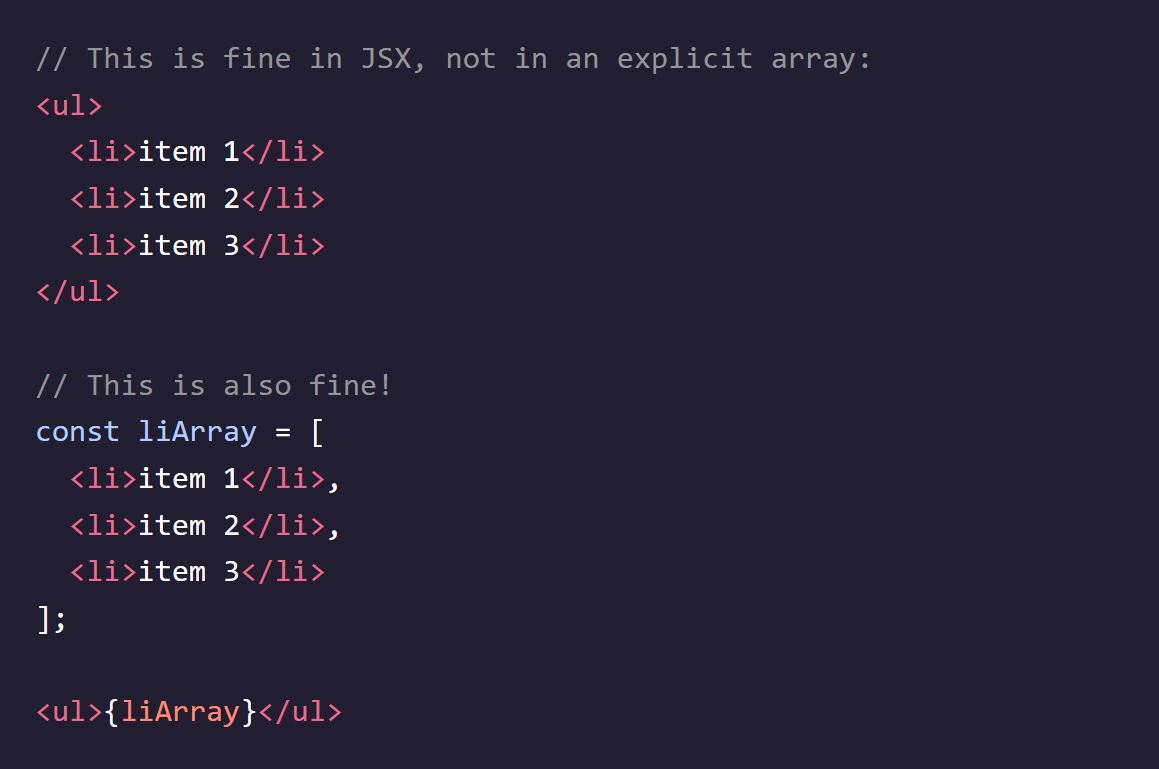 // This is fine in JSX, not in an explicit array:
<ul>
  <li>item 1</li>
  <li>item 2</li>
  <li>item 3</li>
</ul>

// This is also fine!
const liArray = [
  <li>item 1</li>,
  <li>item 2</li>,
  <li>item 3</li>
];

<ul>{liArray}</ul>